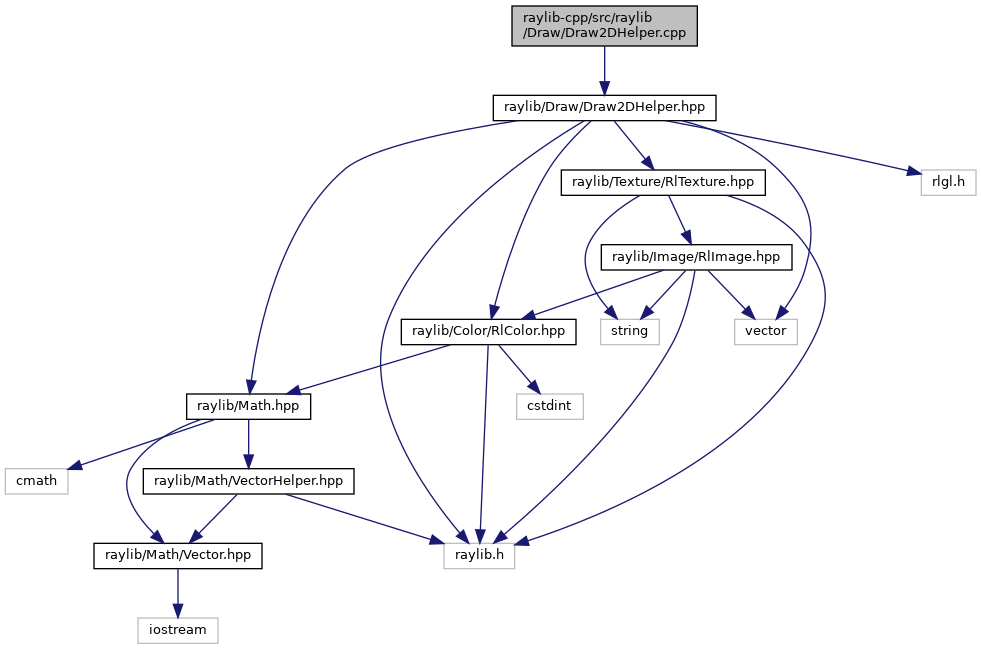 raylib-cpp/src/raylib
/Draw/Draw2DHelper.cpp
raylib/Draw/Draw2DHelper.hpp
raylib/Texture/RlTexture.hpp
rlgl.h
raylib/Image/RlImage.hpp
raylib/Color/RlColor.hpp
string
vector
raylib/Math.hpp
cstdint
cmath
raylib/Math/VectorHelper.hpp
raylib/Math/Vector.hpp
raylib.h
iostream